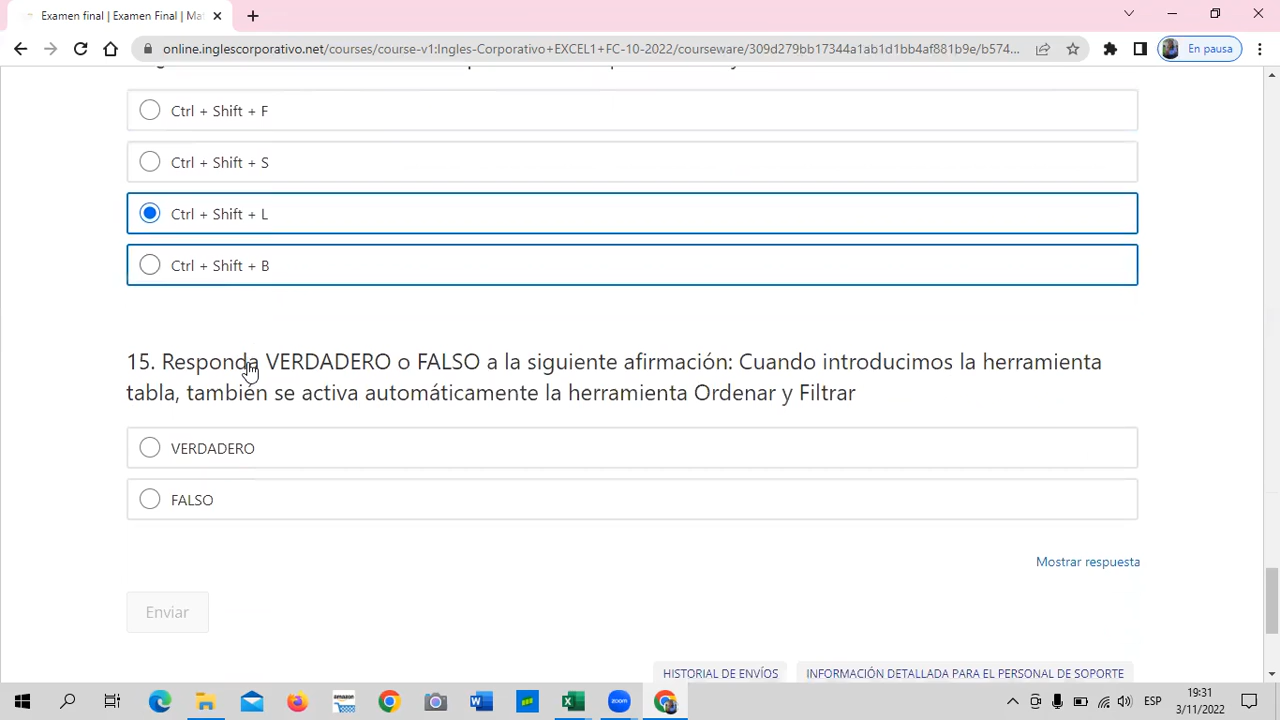 Examen final | Examen Final | Ma
En pausa
online.inglescorporativo.net/courses/course-v1:Ingles-Corporativo+EXCEL1+FC-10-2022/courseware/309d279bb17344a1ab1d1bb4af881b9e/b574...
Ctrl + Shift + F
Ctrl + Shift + S
Ctrl + Shift + L
Ctrl + Shift + B
15. Responda VERDADERO o FALSO a la siguiente afirmación: Cuando introducimos la herramienta
tabla, también se activa automáticamente la herramienta Ordenar y Filtrar
VERDADERO
FALSO
Mostrar respuesta
Enviar
HISTORIAL DE ENVÍOS
INFORMACIÓN DETALLADA PARA EL PERSONAL DE SOPORTE
amazon
zoom
ESP
19:31
3/11/2022